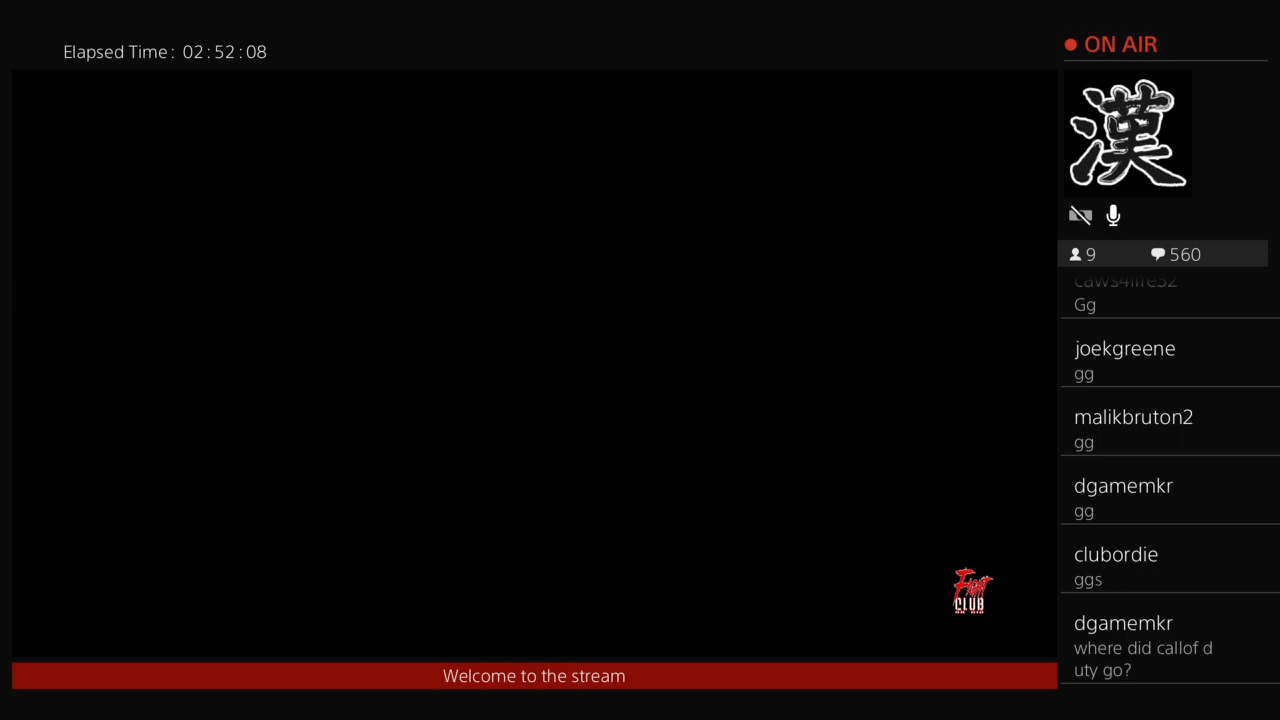 Elapsed Time: 02:52:08
ON AIR
漢
9
560
caws4life32
Gg
joekgreene
gg
malikbruton2
gg
dgamemkr
gg
clubordie
ggs
dgamemkr
where did callof d
uty go?
CLUB
Welcome to the stream